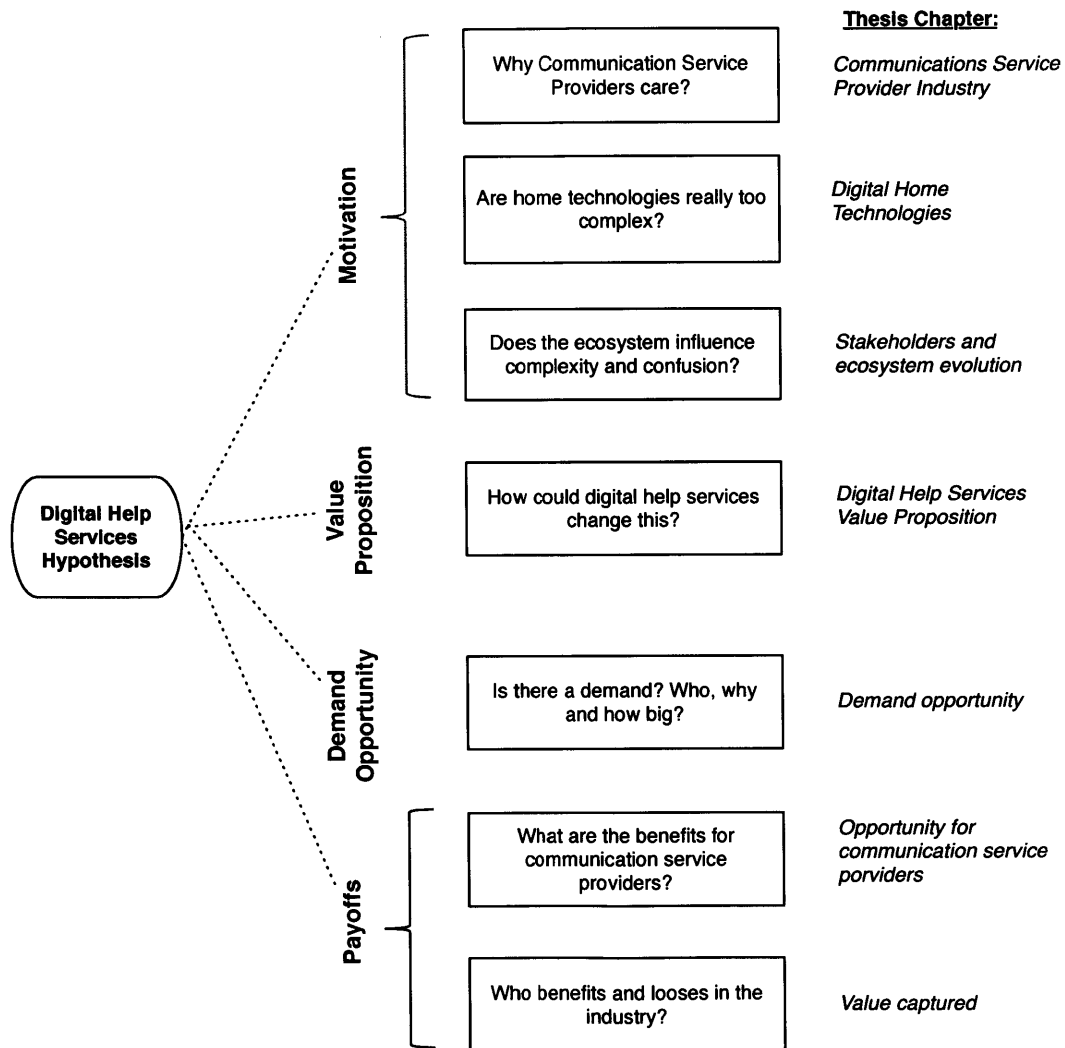 Thesis Chapter:
Why Communication Service
Providers care?
Communications Service
Provider Industry
Motivation
Are home technologies really too
complex?
Digital Home
Technologies
Does the ecosystem influence
complexity and confusion?
Stakeholders and
ecosystem evolution
Digital Help
Services
Hypothesis
Value
Proposition
How could digital help services
change this?
Digital Help Services
Value Proposition
Demand
Opportunity
Is there a demand? Who, why
and how big?
Demand opportunity
Payoffs
What are the benefits for
communication service
providers?
Opportunity for
communication service
porviders
Who benefits and looses in the
industry?
Value captured